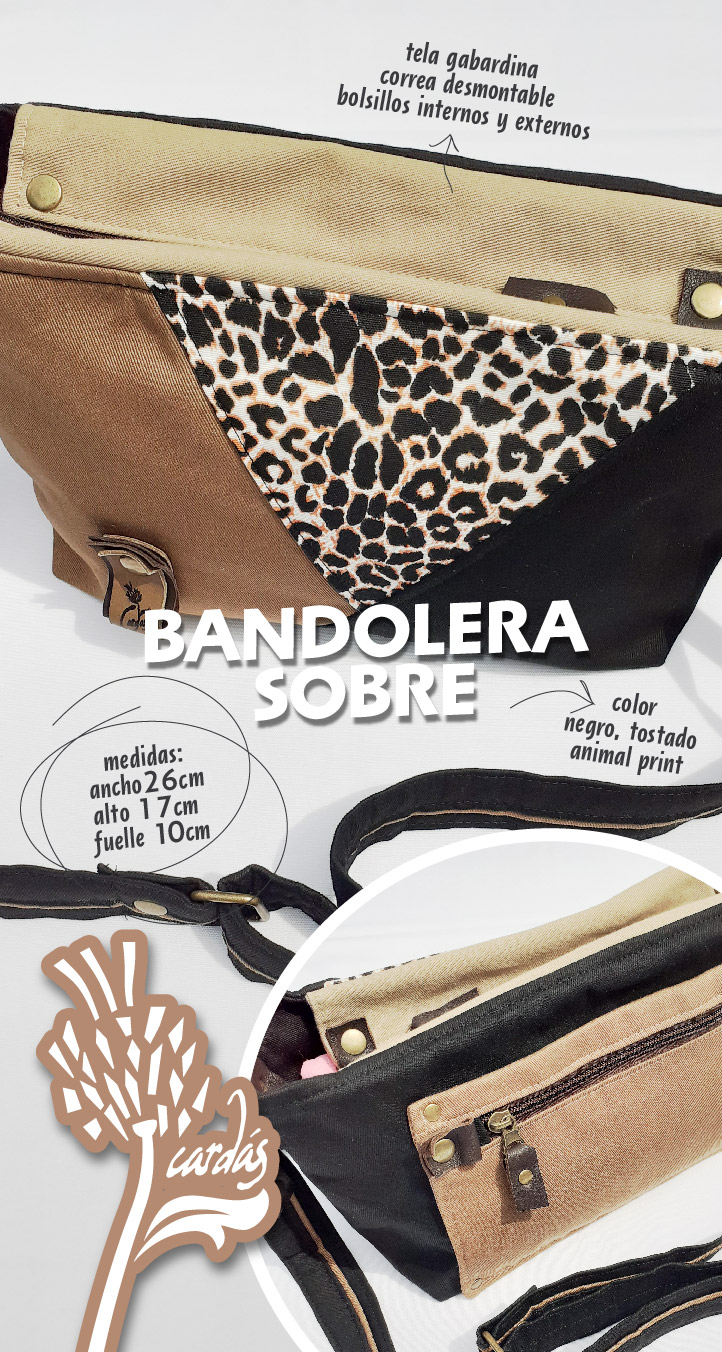 tela gabardina
correa desmontable
bolsillos internos y externos
BANDOLERA
SOBRE
color
negro, tostado
animal print
medidas:
ancho 26cm
alto 17cm
fuelle 10cm
cardás